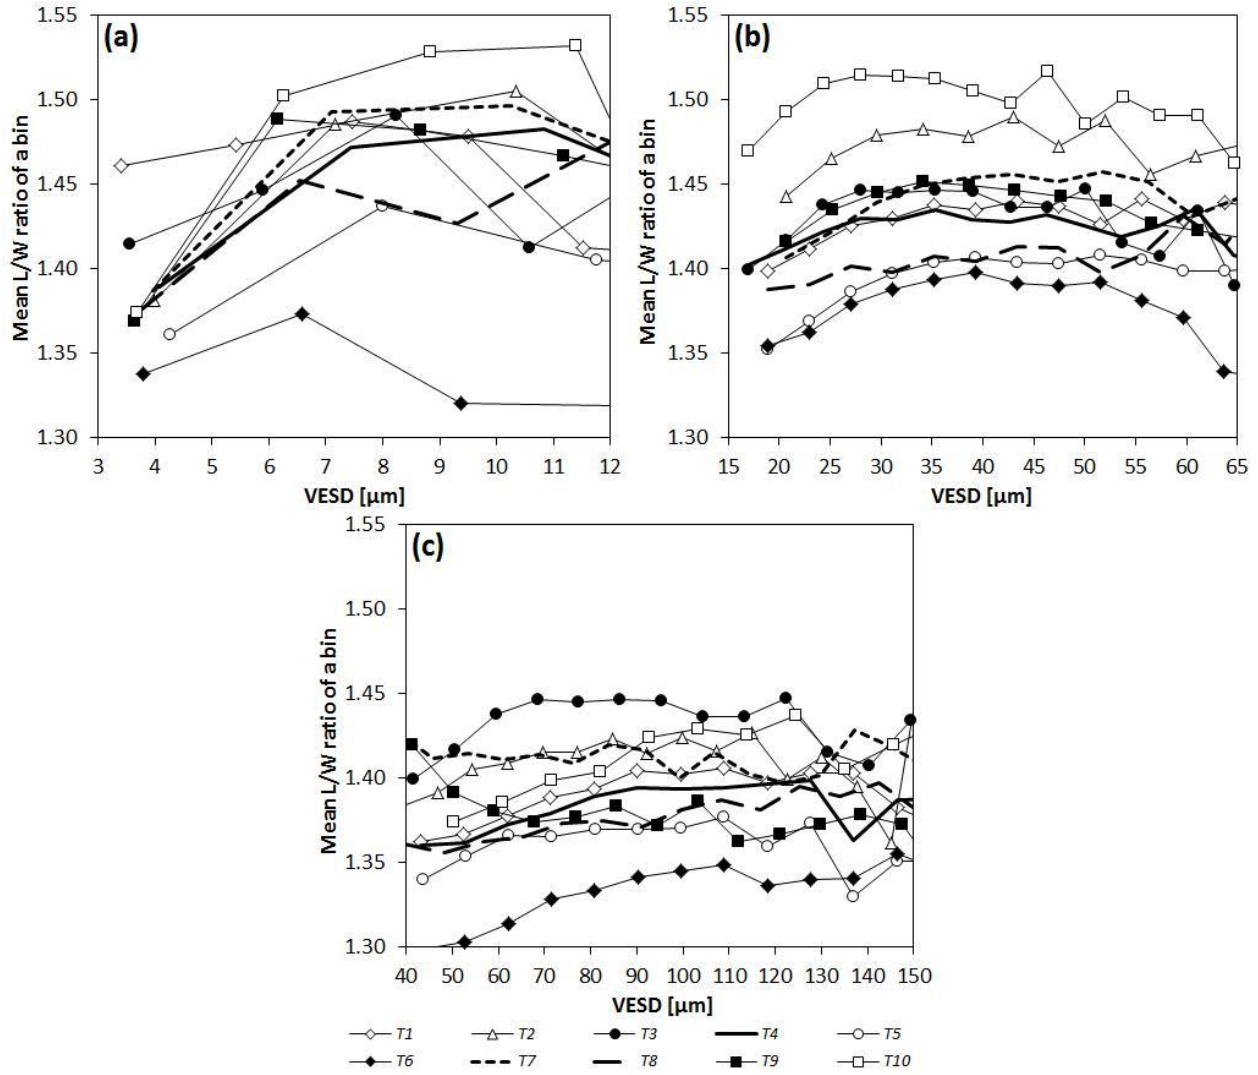 (a)
1.55
1.50
1.45
1.40
1.35
1.30
Mean L/W ratio of a bin
3 4 5 6 7 8 9 10 11 12
VESD [µm]
(b)
1.55
1.50
1.45
1.40
1.35
1.30
Mean L/W ratio of a bin
15 20 25 30 35 40 45 50 55 60 65
VESD [µm]
(c)
1.55
1.50
1.45
1.40
1.35
1.30
Mean L/W ratio of a bin
40 50 60 70 80 90 100 110 120 130 140 150
VESD [µm]
T1 T2 T3 T4 T5
T6 T7 T8 T9 T10